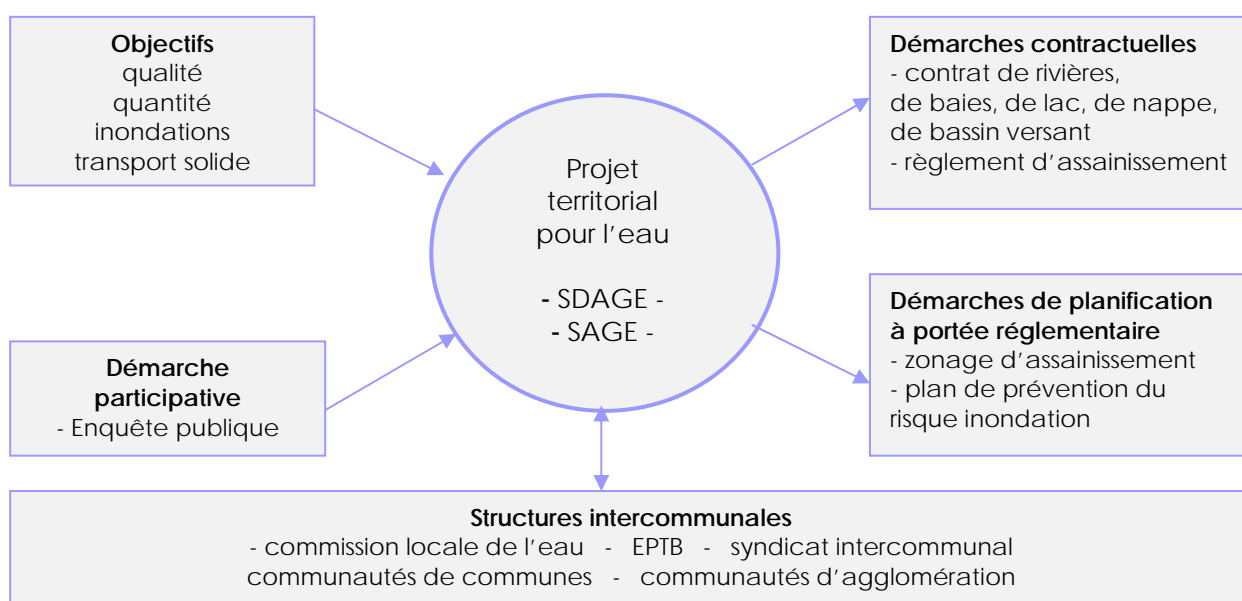 Objectifs
qualité
quantité
inondations
transport solide
Démarche
participative
- Enquête publique
Projet
territorial
pour l'eau
- SDAGE -
- SAGE -
Démarches contractuelles
- contrat de rivières,
de baies, de lac, de nappe,
de bassin versant
- règlement d'assainissement
Démarches de planification
à portée réglementaire
- zonage d'assainissement
- plan de prévention du
risque inondation
Structures intercommunales
- commission locale de l'eau - EPTB - syndicat intercommunal
communautés de communes - communautés d'agglomération